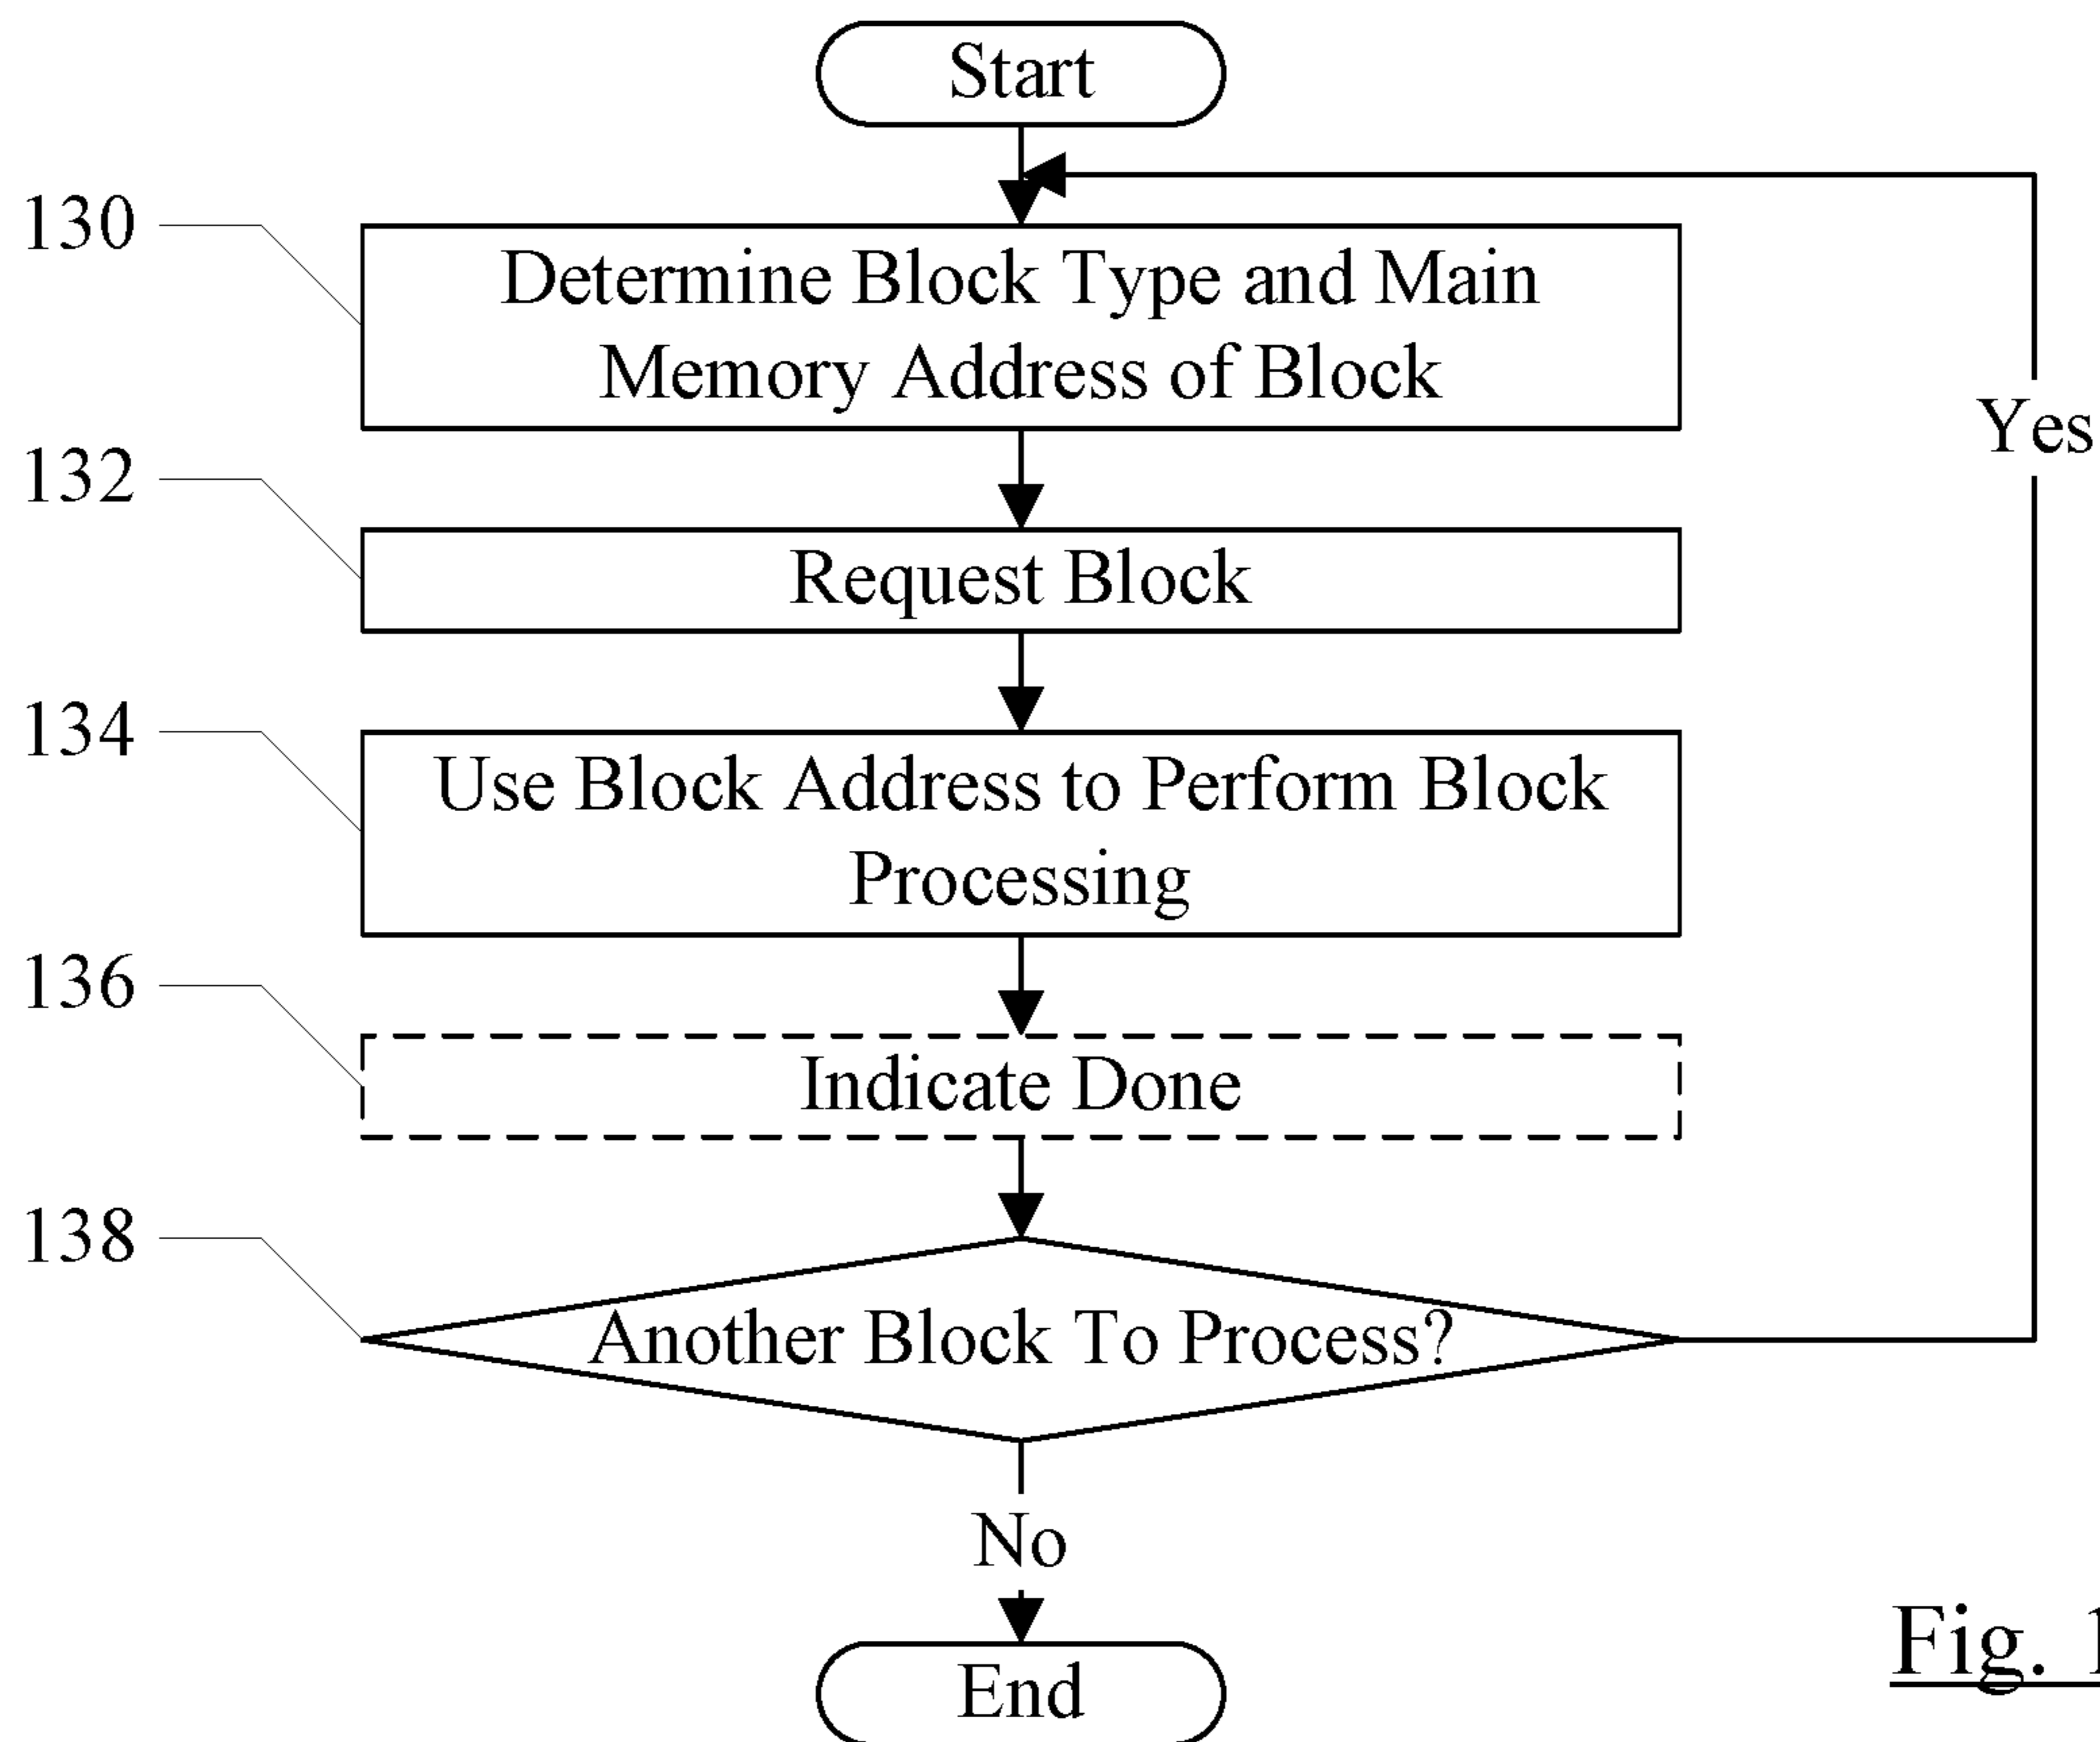 Start
130
Determine Block Type and Main
Memory Address of Block
Yes
132
Request Block
134
Use Block Address to Perform Block
Processing
136
Indicate Done
138
Another Block To Process?
No
End
Fig.